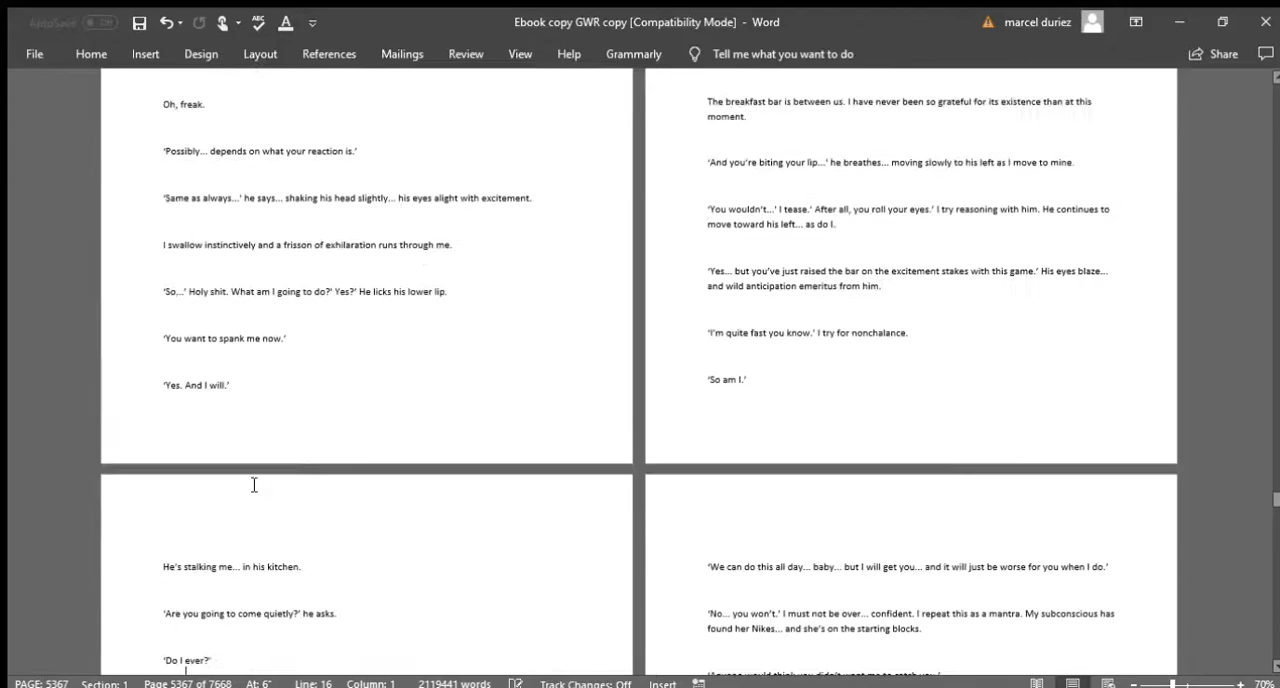 AutoSave Off
Ebook copy GWR copy [Compatibility Mode] - Word
marcel duriez
File Home Insert Design Layout References Mailings Review View Help Grammarly Tell me what you want to do Share
Oh, freak.
‘Possibly... depends on what your reaction is.’
‘Same as always...’ he says... shaking his head slightly... his eyes alight with excitement.
I swallow instinctively and a frisson of exhilaration runs through me.
‘So,..’ Holy shit. What am I going to do?’ Yes?’ He licks his lower lip.
‘You want to spank me now.’
‘Yes. And I will.’
The breakfast bar is between us. I have never been so grateful for its existence than at this
moment.
‘And you’re biting your lip...’ he breathes... moving slowly to his left as I move to mine.
‘You wouldn’t...’ I tease.’ After all, you roll your eyes.’ I try reasoning with him. He continues to
move toward his left... as do I.
‘Yes... but you’ve just raised the bar on the excitement stakes with this game.’ His eyes blaze...
and wild anticipation emeritus from him.
‘I’m quite fast you know.’ I try for nonchalance.
‘So am I.’
He’s stalking me... in his kitchen.
‘Are you going to come quietly?’ he asks.
‘Do I ever?’
‘We can do this all day... baby... but I will get you... and it will just be worse for you when I do.’
‘No... you won’t.’ I must not be over... confident. I repeat this as a mantra. My subconscious has
found her Nikes... and she’s on the starting blocks.
PAGE: 5367 Section: 1 Page 5367 of 7668 At: 6" Line: 16 Column: 1 2119441 words Track Changes: Off Insert 70%